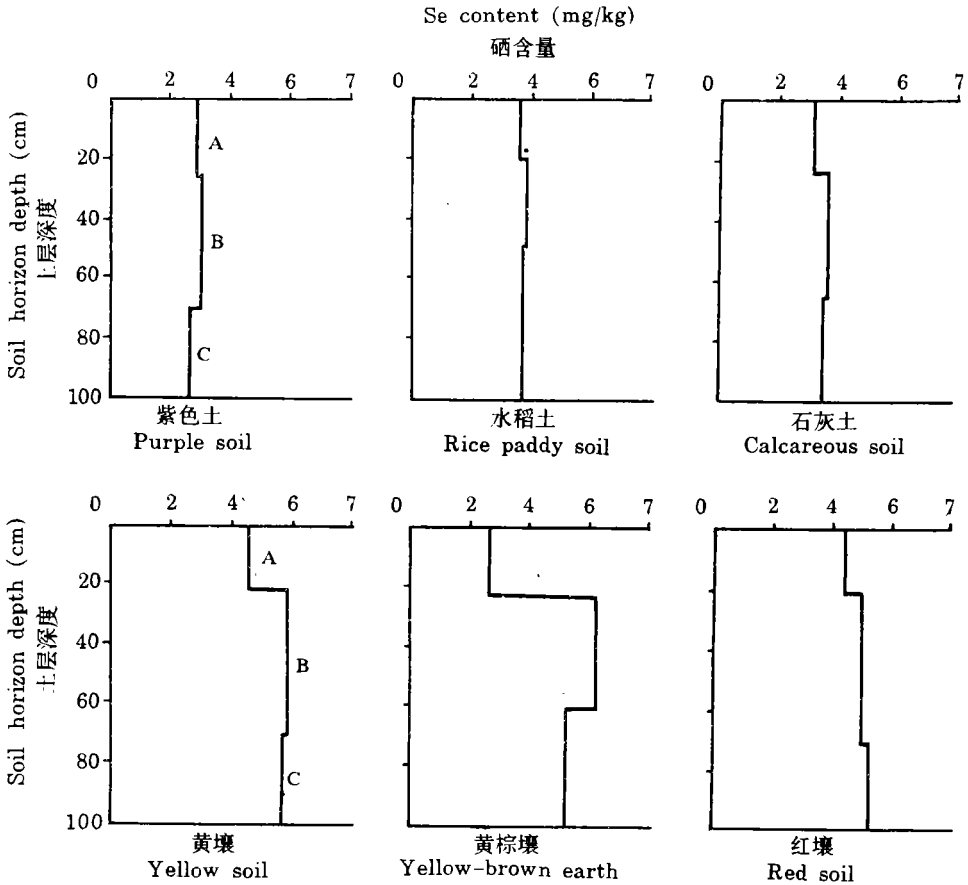 Se content (mg/kg)
硒含量
0 2 4 6 7
0 2 4 6 7
0 2 4 6 7
Soil horizon depth (cm)
土层深度
20
40
60
80
100
A
B
C
紫色土
Purple soil
水稻土
Rice paddy soil
石灰土
Calcareous soil
0 2 4 6 7
0 2 4 6 7
0 2 4 6 7
Soil horizon depth (cm)
土层深度
20
40
60
80
100
A
B
C
黄壤
Yellow soil
黄棕壤
Yellow-brown earth
红壤
Red soil